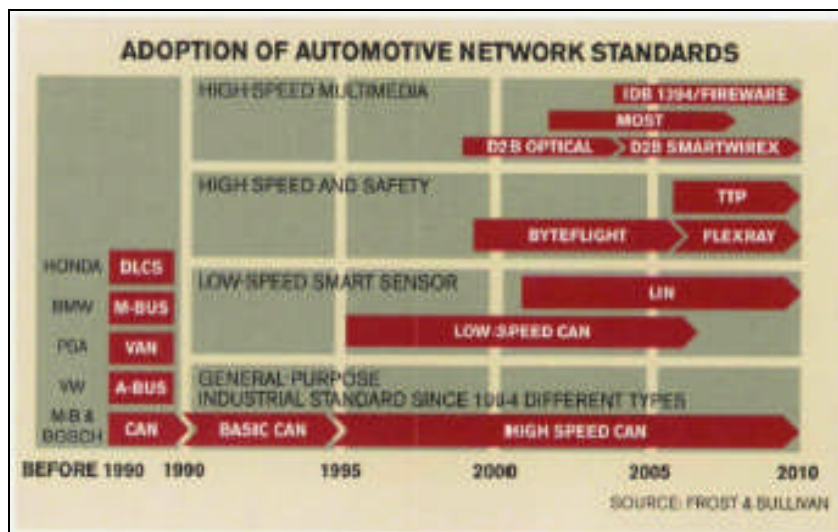 ADOPTION OF AUTOMOTIVE NETWORK STANDARDS
HIGH-SPEED MULTIMEDIA
IDB 1394/FIREWARE
MOST
D2B OPTICAL
D2B SMARTWIREX
HIGH SPEED AND SAFETY
TTP
BYTEFLIGHT
FLEXRAY
HONDA
DLCS
LOW-SPEED SMART SENSOR
LIN
BMW
M-BUS
LOW-SPEED CAN
PSA
VAN
VW
A-BUS
GENERAL PURPOSE
INDUSTRIAL STANDARD SINCE DIFFERENT TYPES
M-B &
BOSCH
CAN
BASIC CAN
HIGH SPEED CAN
BEFORE 1990
1990
1995
2000
2005
2010
SOURCE: FROST & SULLIVAN